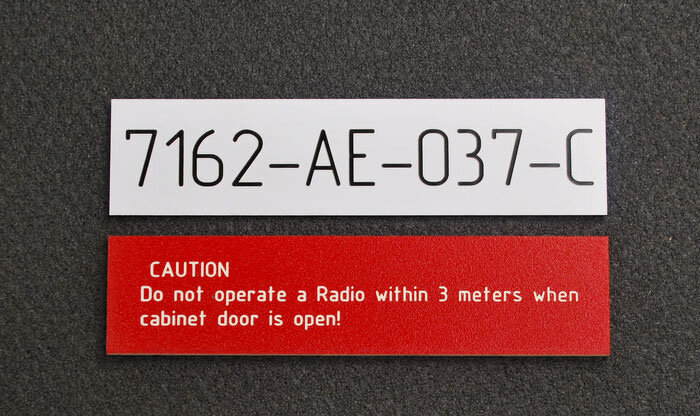 7162-AE-037-C
CAUTION
Do not operate a Radio within 3 meters when
cabinet door is open!